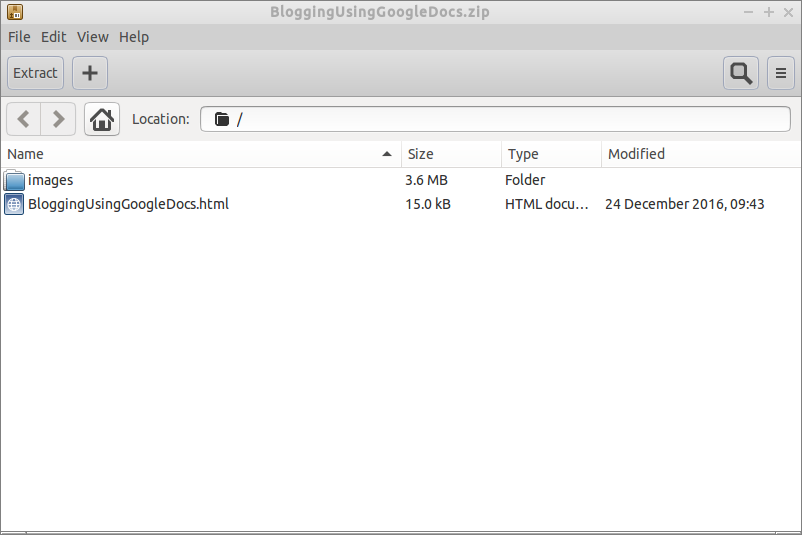 BloggingUsingGoogleDocs.zip
File Edit View Help
Extract
Location: /
Name Size Type Modified
images 3.6 MB Folder
BloggingUsingGoogleDocs.html 15.0 kB HTML docu… 24 December 2016, 09:43